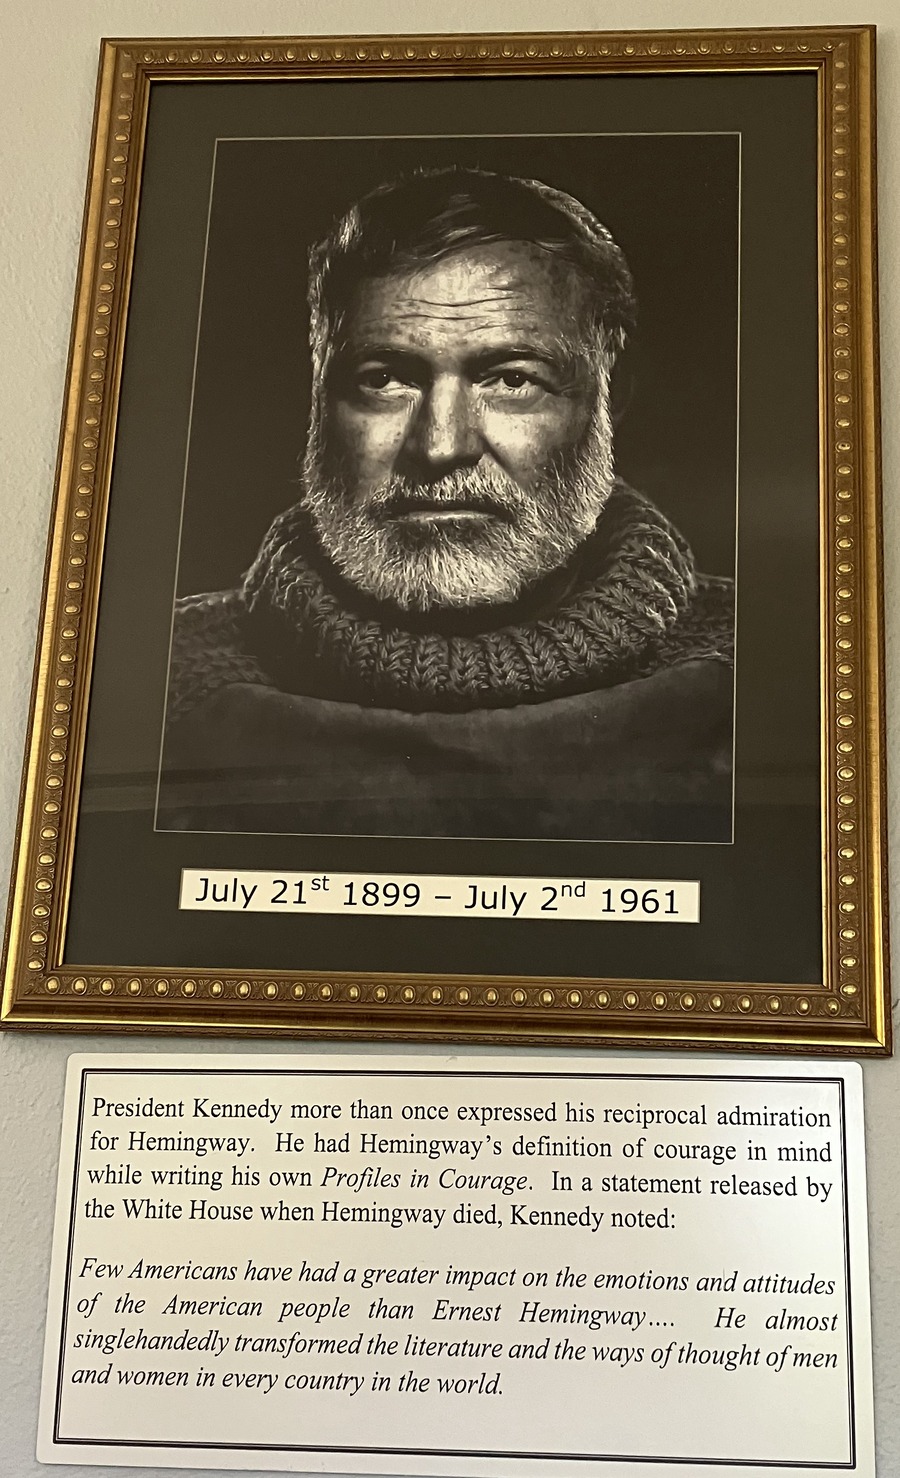 July 21st 1899 – July 2nd 1961
President Kennedy more than once expressed his reciprocal admiration
for Hemingway. He had Hemingway's definition of courage in mind
while writing his own Profiles in Courage. In a statement released by
the White House when Hemingway died, Kennedy noted:
Few Americans have had a greater impact on the emotions and attitudes
of the American people than Ernest Hemingway.... He almost
singlehandedly transformed the literature and the ways of thought of men
and women in every country in the world.